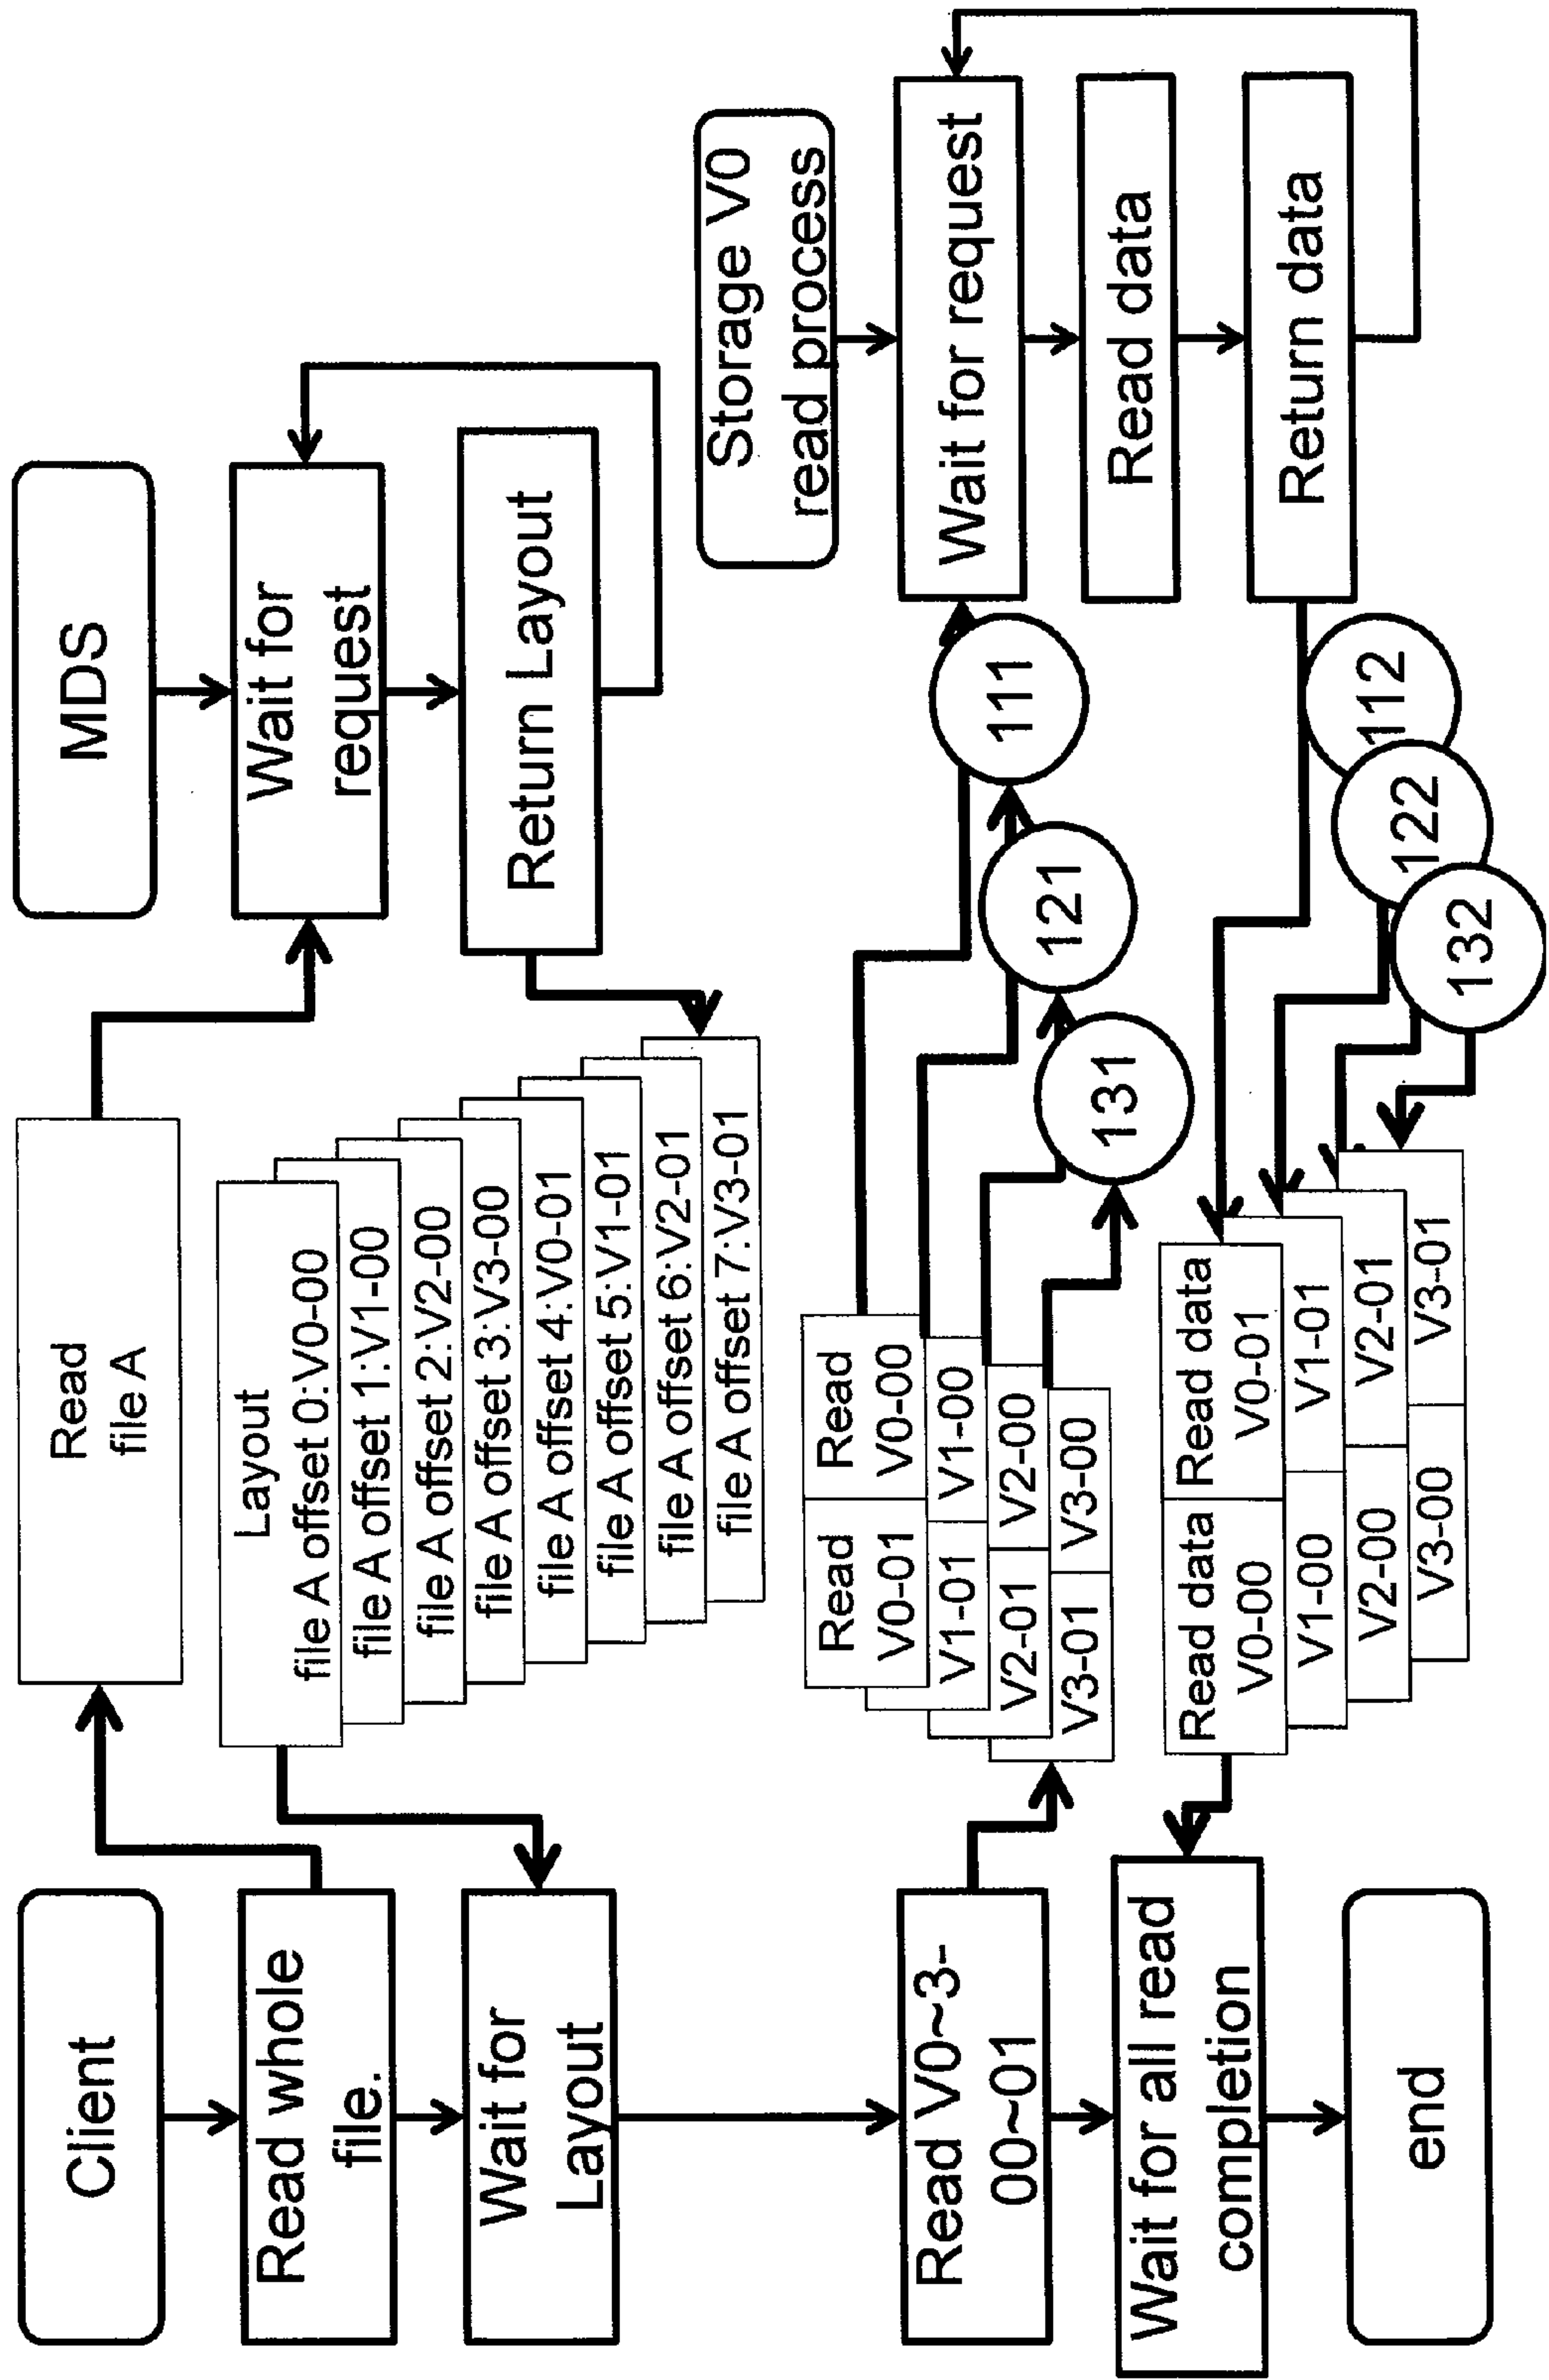 Client
Read whole
file.
Wait for
Layout
Read V0~3-
00~01
Wait for all read
completion
end
Read
file A
Layout
file A offset 0:V0-00
file A offset 1:V1-00
file A offset 2:V2-00
file A offset 3:V3-00
file A offset 4:V0-01
file A offset 5:V1-01
file A offset 6:V2-01
file A offset 7:V3-01
Read
V0-01
Read
V0-00
V1-01
V1-00
V2-01
V2-00
V3-01
V3-00
Read data
V0-00
Read data
V0-01
V1-00
V1-01
V2-00
V2-01
V3-00
V3-01
MDS
Wait for
request
Return Layout
111
121
131
112
122
132
Storage V0
read process
Wait for request
Read data
Return data